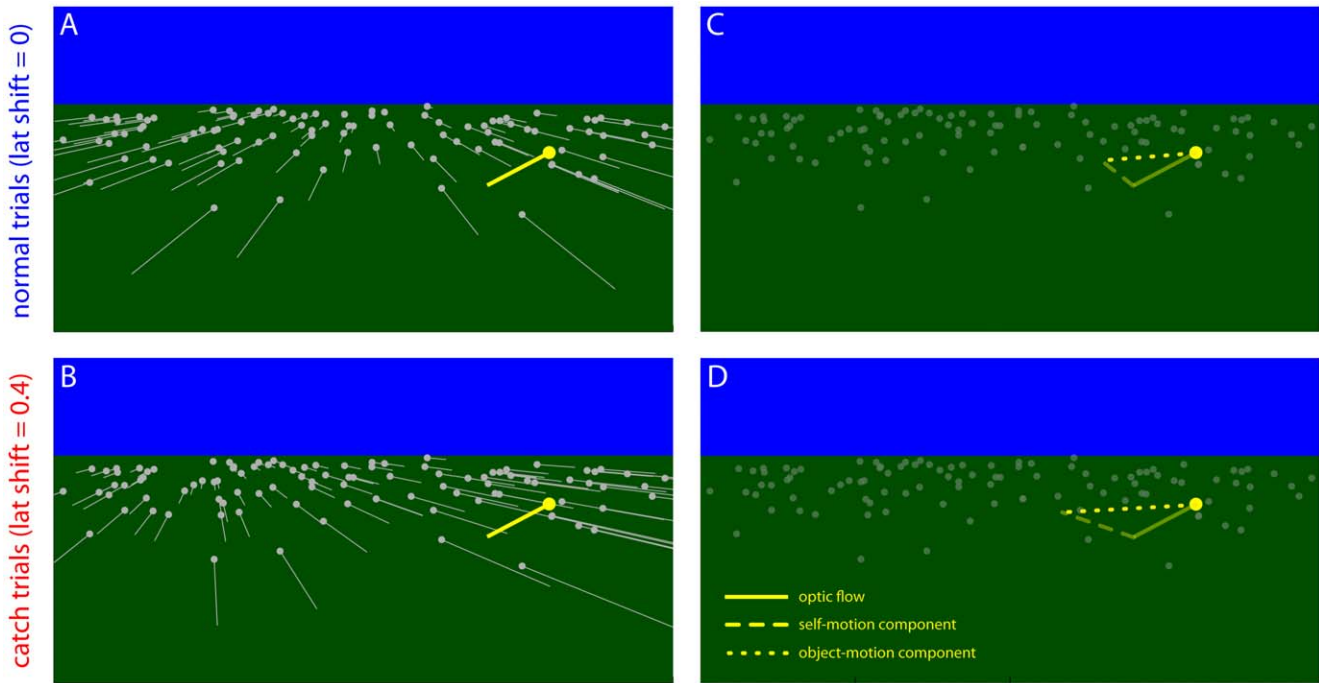 normal trials (lat shift = 0)
A
C
catch trials (lat shift = 0.4)
B
D
optic flow
self-motion component
object-motion component